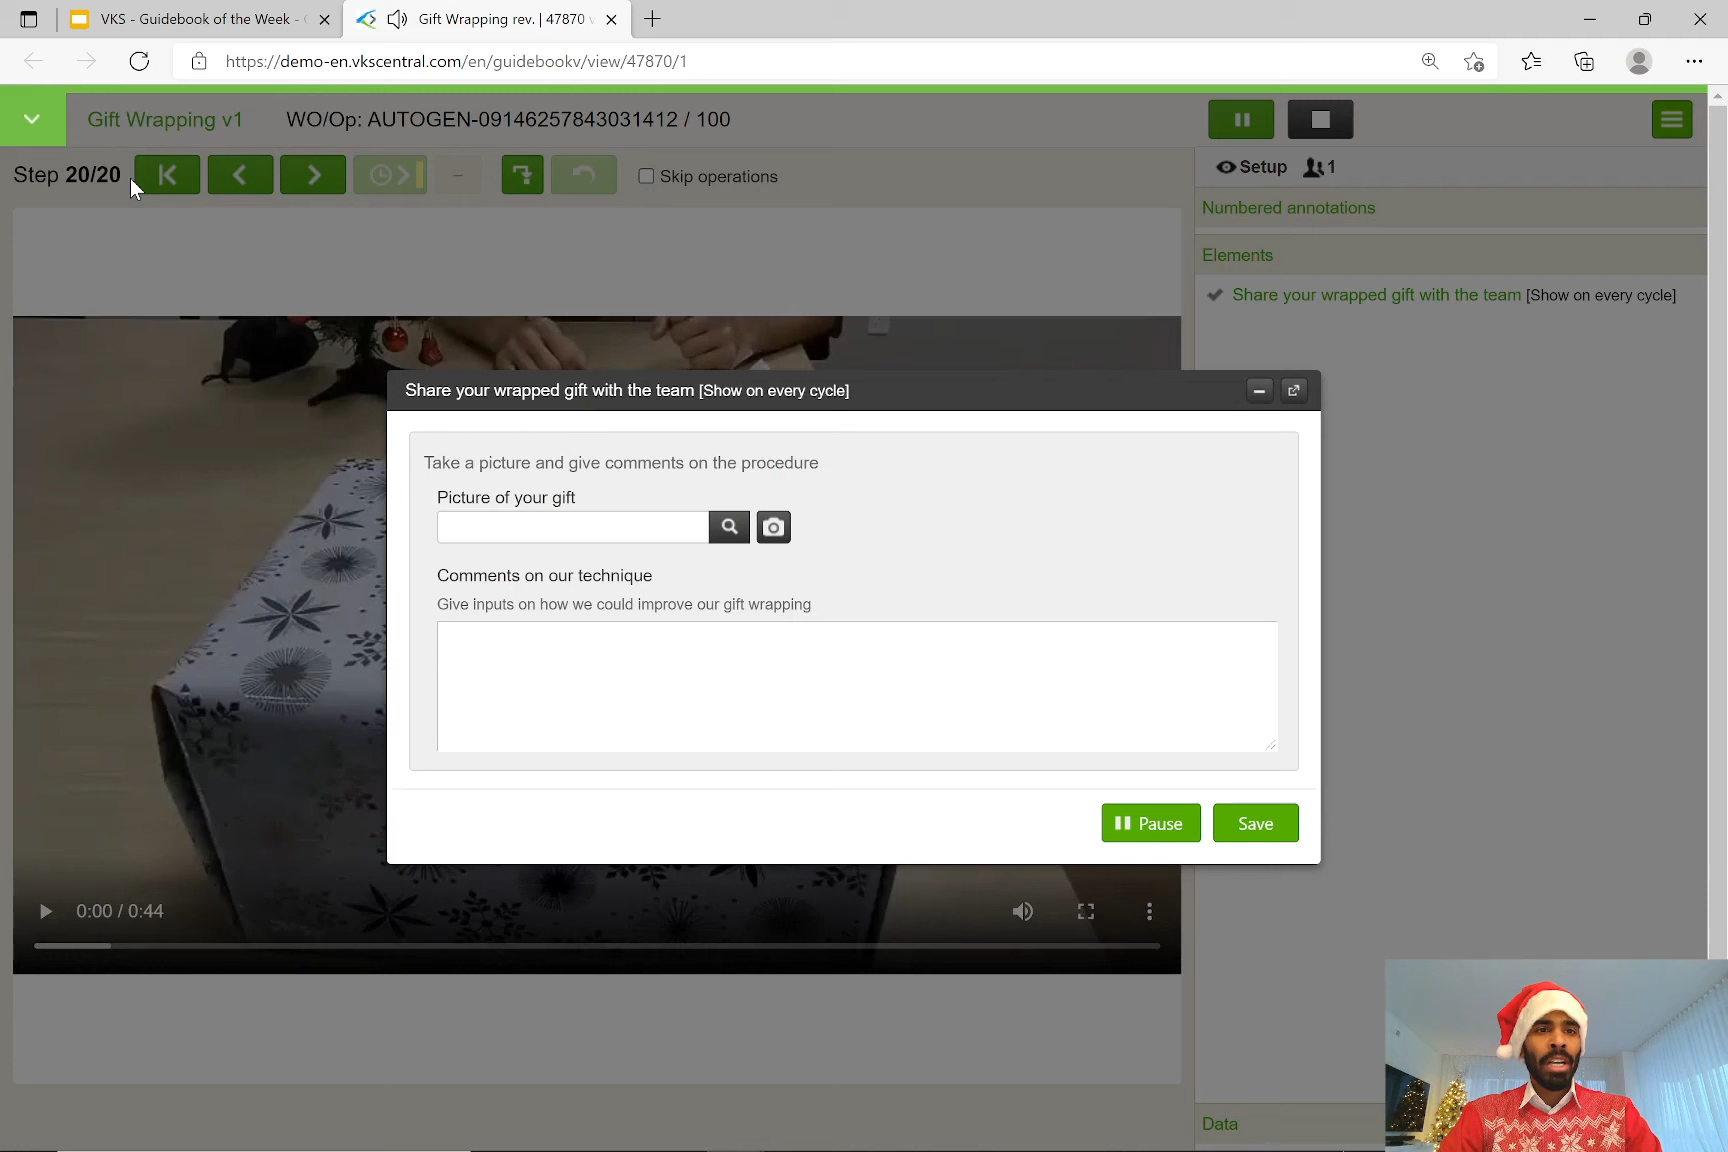 VKS - Guidebook of the Week -
Gift Wrapping rev. | 47870
https://demo-en.vkscentral.com/en/guidebookv/view/47870/1
Gift Wrapping v1
WO/Op: AUTOGEN-09146257843031412 / 100
Step 20/20
Skip operations
Setup
1
Numbered annotations
Elements
Share your wrapped gift with the team [Show on every cycle]
Share your wrapped gift with the team [Show on every cycle]
Take a picture and give comments on the procedure
Picture of your gift
Comments on our technique
Give inputs on how we could improve our gift wrapping
Pause
Save
0:00 / 0:44
Data